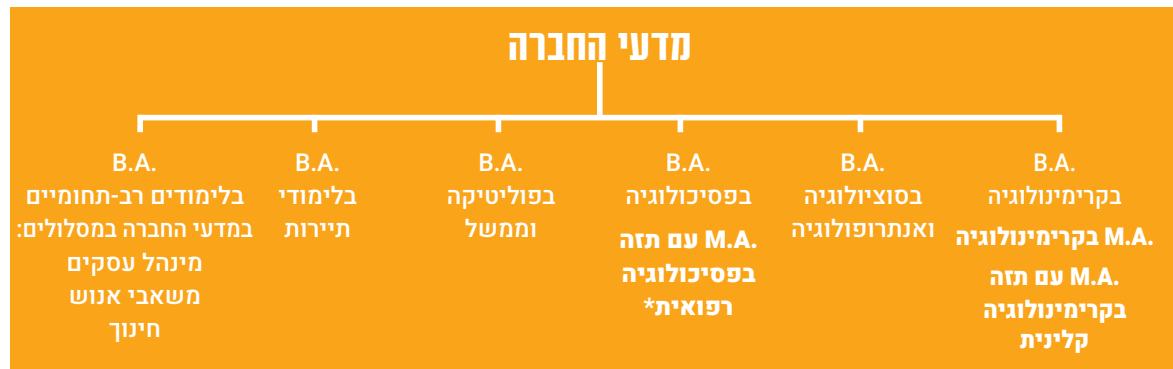 מדעי החברה
B.A.
בקרימינולוגיה
M.A. בקרימינולוגיה
M.A. עם תזה
בקרימינולוגיה
קלינית
B.A.
בסוציולוגיה
ואנתרופולוגיה
B.A.
בפסיכולוגיה
M.A. עם תזה
בפסיכולוגיה
רפואית*
B.A.
בפוליטיקה
וממשל
B.A.
בלימודי
תיירות
B.A.
בלימודים רב-תחומיים
במדעי החברה במסלולים:
מינהל עסקים
משאבי אנוש
חינוך